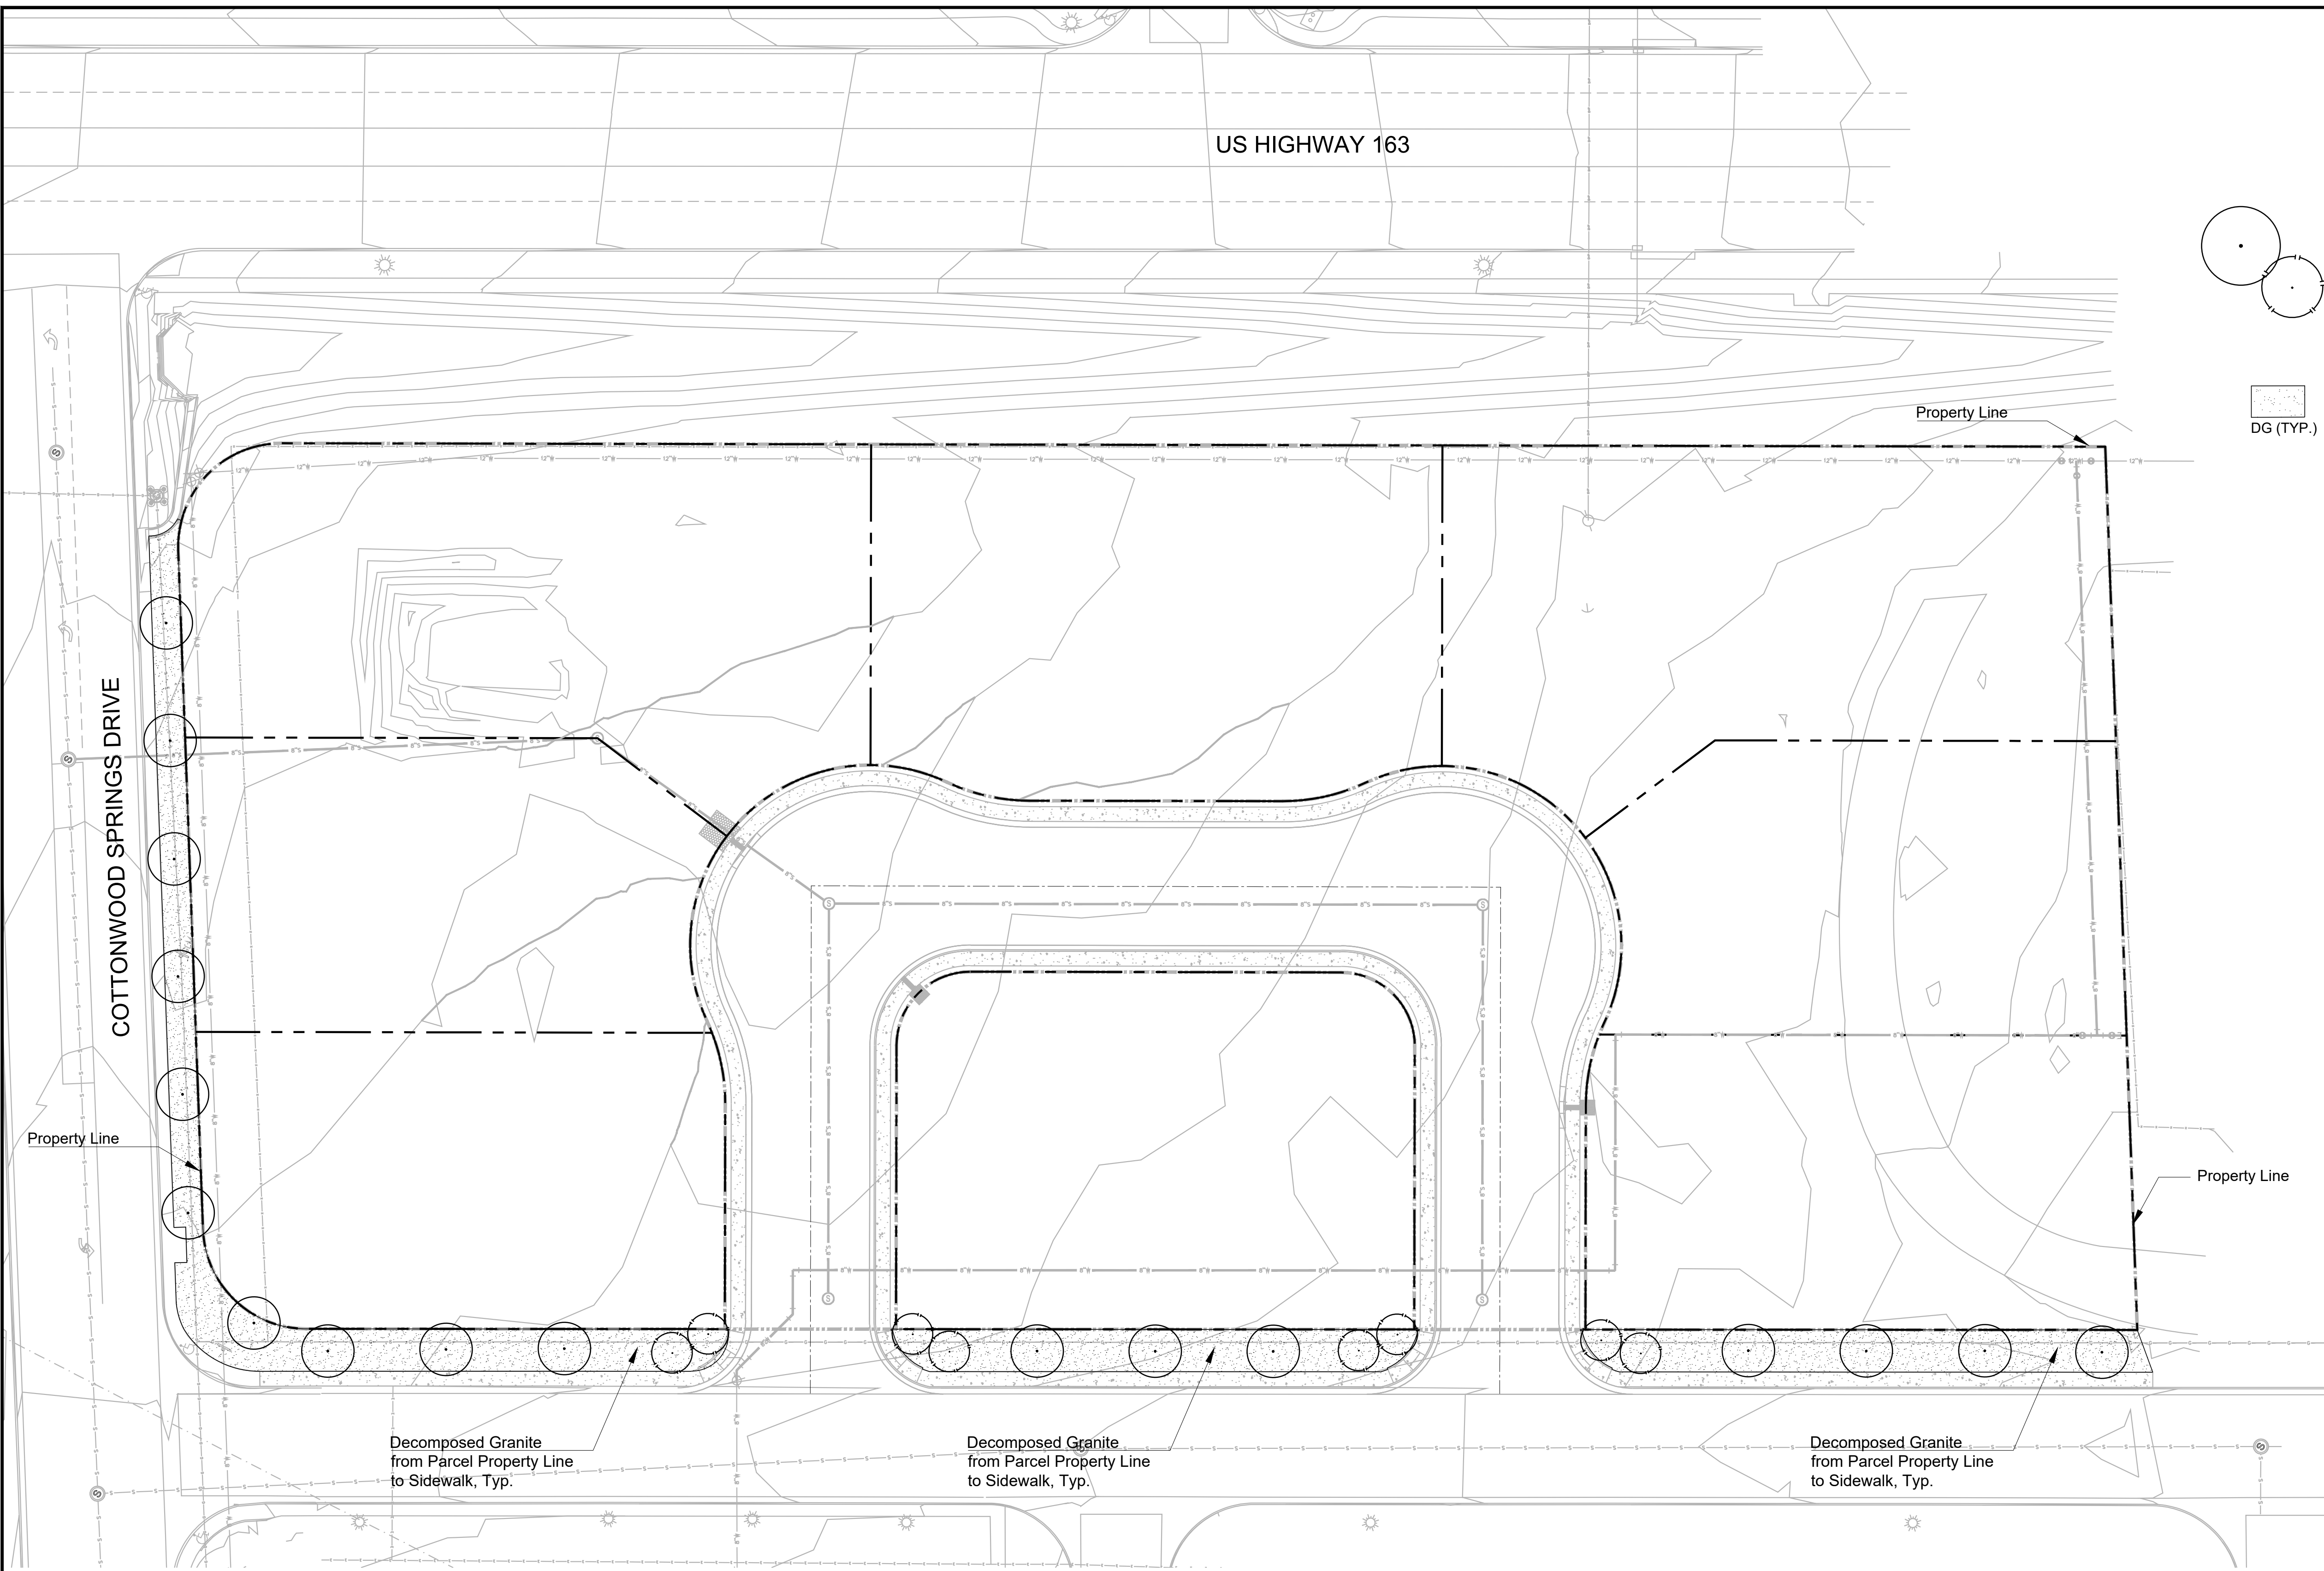 US HIGHWAY 163
Property Line
DG (TYP.)
COTTONWOOD SPRINGS DRIVE
Property Line
Property Line
Decomposed Granite
from Parcel Property Line
to Sidewalk, Typ.
Decomposed Granite
from Parcel Property Line
to Sidewalk, Typ.
Decomposed Granite
from Parcel Property Line
to Sidewalk, Typ.